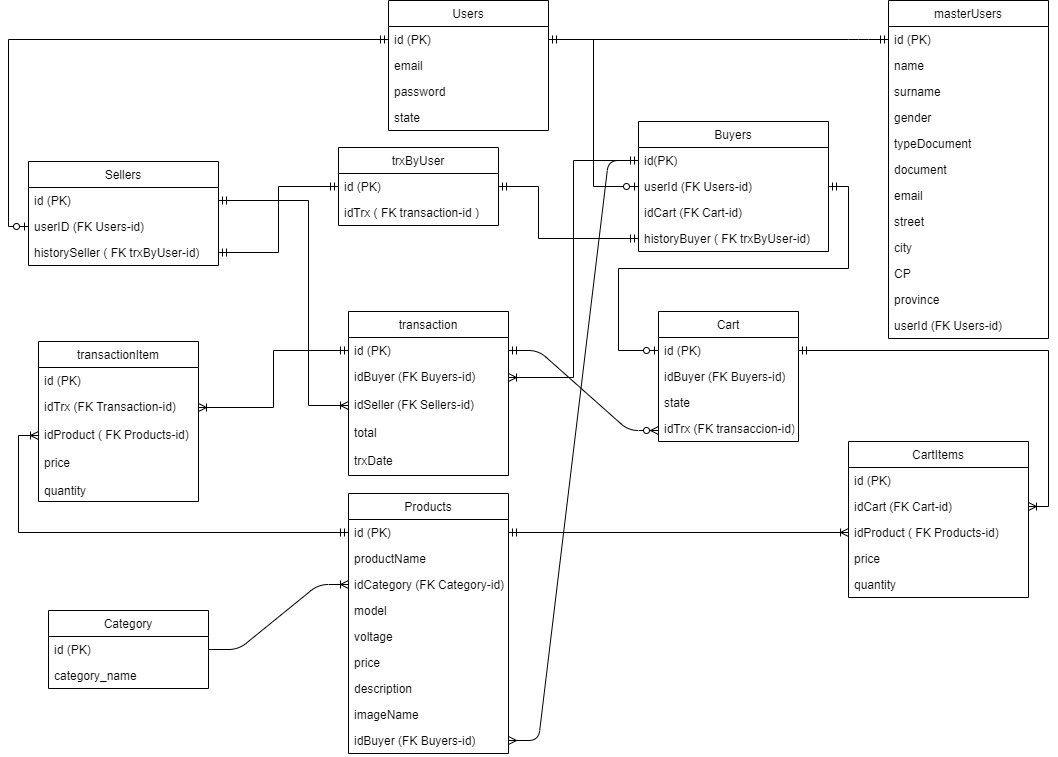 Users
id (PK)
email
password
state
masterUsers
id (PK)
name
surname
gender
typeDocument
document
email
street
city
CP
province
userId (FK Users-id)
Buyers
id(PK)
userId (FK Users-id)
idCart (FK Cart-id)
historyBuyer ( FK trxByUser-id)
trxByUser
id (PK)
idTrx ( FK transaction-id )
Sellers
id (PK)
userID (FK Users-id)
historySeller ( FK trxByUser-id)
transaction
id (PK)
idBuyer (FK Buyers-id)
idSeller (FK Sellers-id)
total
trxDate
Cart
id (PK)
idBuyer (FK Buyers-id)
state
idTrx (FK transaccion-id)
transactionItem
id (PK)
idTrx (FK Transaction-id)
idProduct ( FK Products-id)
price
quantity
CartItems
id (PK)
idCart (FK Cart-id)
idProduct ( FK Products-id)
price
quantity
Products
id (PK)
productName
idCategory (FK Category-id)
model
voltage
price
description
imageName
idBuyer (FK Buyers-id)
Category
id (PK)
category_name